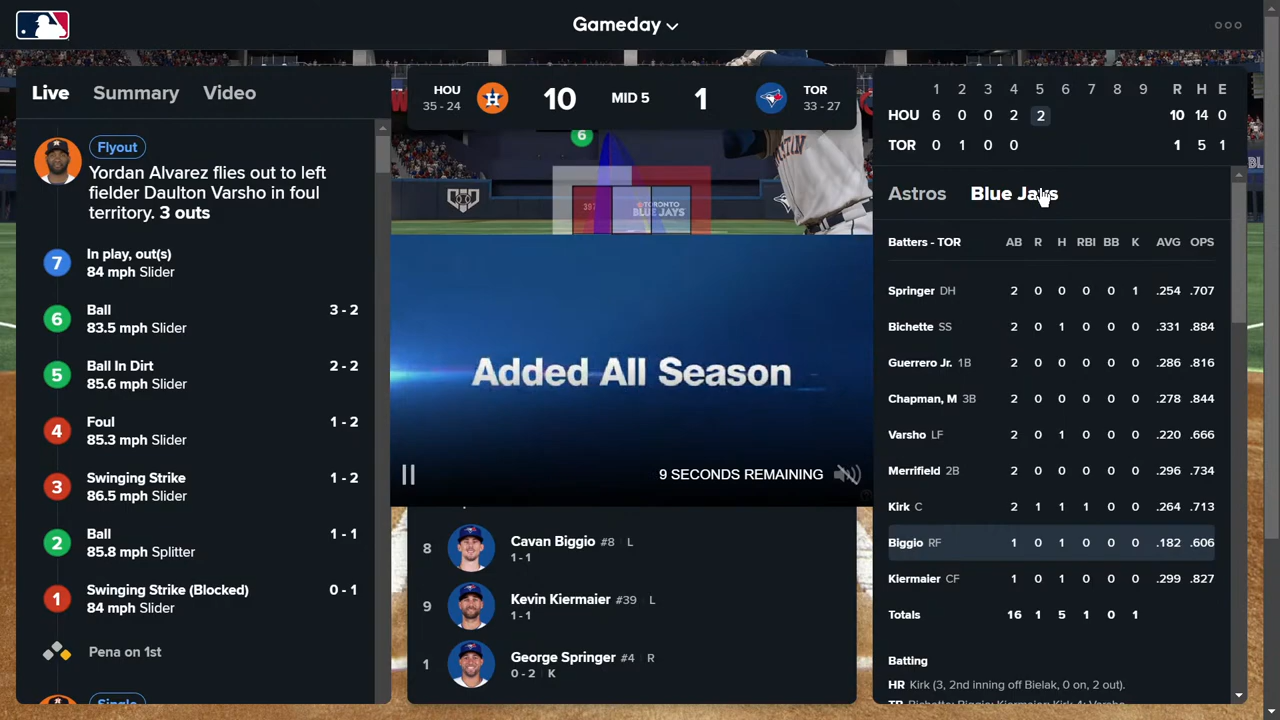 Gameday
Live Summary Video
Flyout
Yordan Alvarez flies out to left
fielder Daulton Varsho in foul
territory. 3 outs
7 In play, out(s)
84 mph Slider
6 Ball 3 - 2
83.5 mph Slider
5 Ball In Dirt 2 - 2
85.6 mph Slider
4 Foul 1 - 2
85.3 mph Slider
3 Swinging Strike 1 - 2
86.5 mph Slider
2 Ball 1 - 1
85.8 mph Splitter
1 Swinging Strike (Blocked) 0 - 1
84 mph Slider
Pena on 1st
Single
HOU 10 MID 5 1 TOR
35 - 24 33 - 27
6
TORONTO
BLUE JAYS
Added All Season
9 SECONDS REMAINING
8 Cavan Biggio #8 L
1 - 1
9 Kevin Kiermaier #39 L
1 - 1
1 George Springer #4 R
0 - 2 K
1 2 3 4 5 6 7 8 9 R H E
HOU 6 0 0 2 2 10 14 0
TOR 0 1 0 0 1 5 1
Astros Blue Jays
Batters - TOR AB R H RBI BB K AVG OPS
Springer DH 2 0 0 0 0 1 .254 .707
Bichette SS 2 0 1 0 0 0 .331 .884
Guerrero Jr. 1B 2 0 0 0 0 0 .286 .816
Chapman, M 3B 2 0 0 0 0 0 .278 .844
Varsho LF 2 0 1 0 0 0 .220 .666
Merrifield 2B 2 0 0 0 0 0 .296 .734
Kirk C 2 1 1 1 0 0 .264 .713
Biggio RF 1 0 1 0 0 0 .182 .606
Kiermaier CF 1 0 1 0 0 0 .299 .827
Totals 16 1 5 1 0 1
Batting
HR Kirk (3, 2nd inning off Bielak, 0 on, 2 out).
TB Bichette; Biggio; Kiermaier; Kirk 4; Varsho.